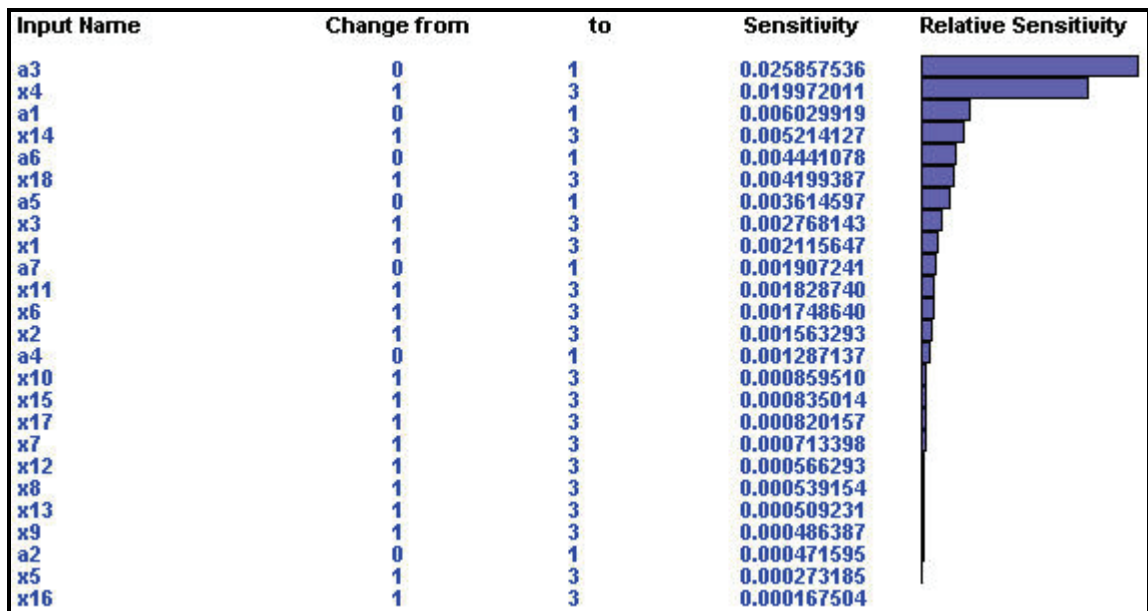 Input Name Change from to Sensitivity Relative Sensitivity
a3 0 1 0.025857536
x4 1 3 0.019972011
a1 0 1 0.006029919
x14 1 3 0.005214127
a6 0 1 0.004441078
x18 1 3 0.004199387
a5 0 1 0.003614597
x3 1 3 0.002768143
x1 1 3 0.002115647
a7 0 1 0.001907241
x11 1 3 0.001828740
x6 1 3 0.001748640
x2 1 3 0.001563293
a4 0 1 0.001287137
x10 1 3 0.000859510
x15 1 3 0.000835014
x17 1 3 0.000820157
x7 1 3 0.000713398
x12 1 3 0.000566293
x8 1 3 0.000539154
x13 1 3 0.000509231
x9 1 3 0.000486387
a2 0 1 0.000471595
x5 1 3 0.000273185
x16 1 3 0.000167504